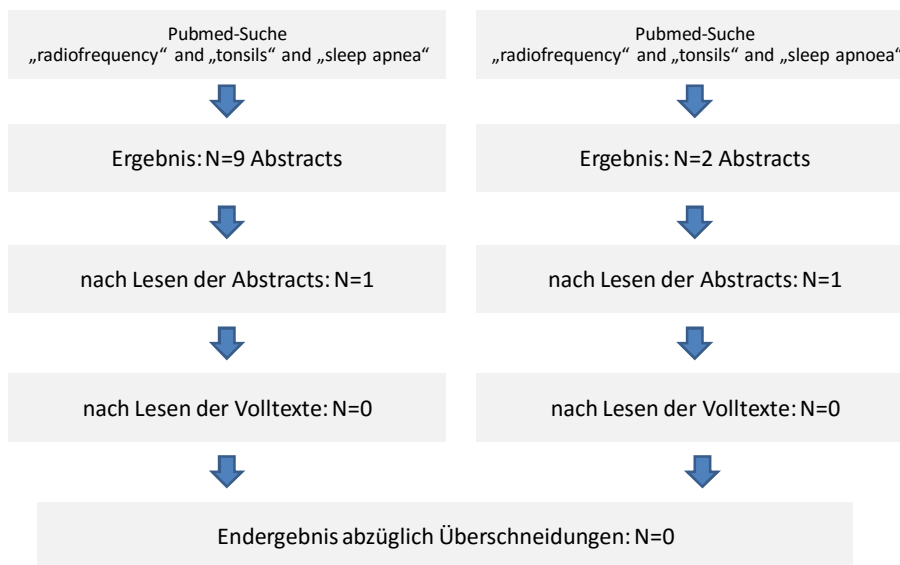 Pubmed-Suche
„radiofrequency“ and „tonsils“ and „sleep apnea“
Ergebnis: N=9 Abstracts
nach Lesen der Abstracts: N=1
nach Lesen der Volltexte: N=0
Pubmed-Suche
„radiofrequency“ and „tonsils“ and „sleep apnoea“
Ergebnis: N=2 Abstracts
nach Lesen der Abstracts: N=1
nach Lesen der Volltexte: N=0
Endergebnis abzüglich Überschneidungen: N=0